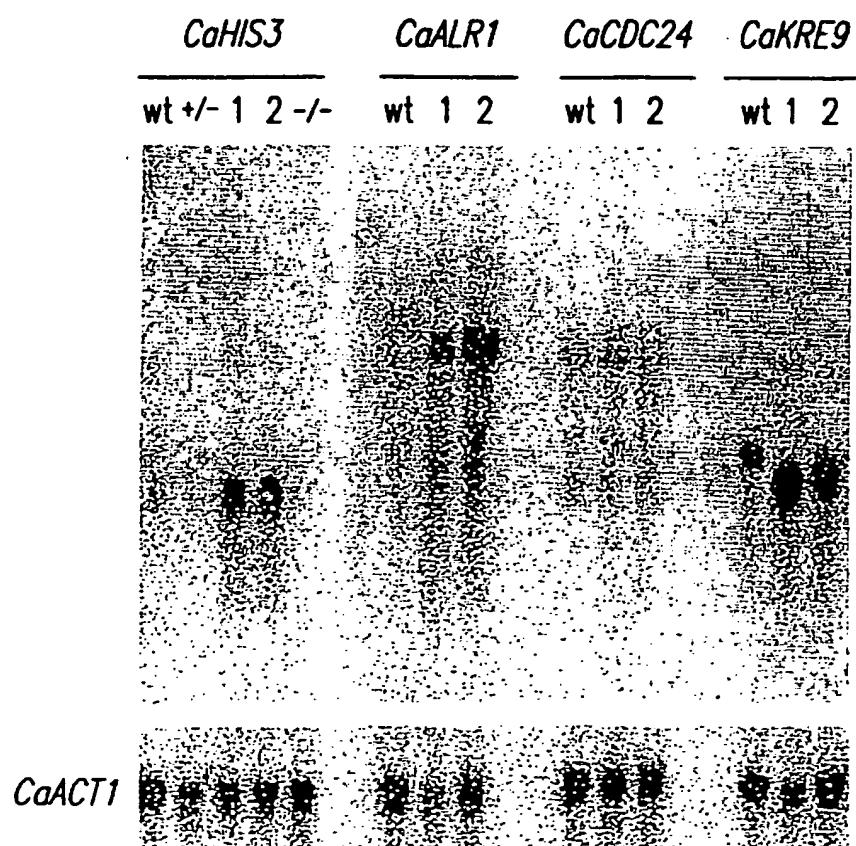 CaHIS3 CaALR1 CaCDC24 CaKRE9
wt +/- 1 2 -/- wt 1 2 wt 1 2 wt 1 2
CaACT1